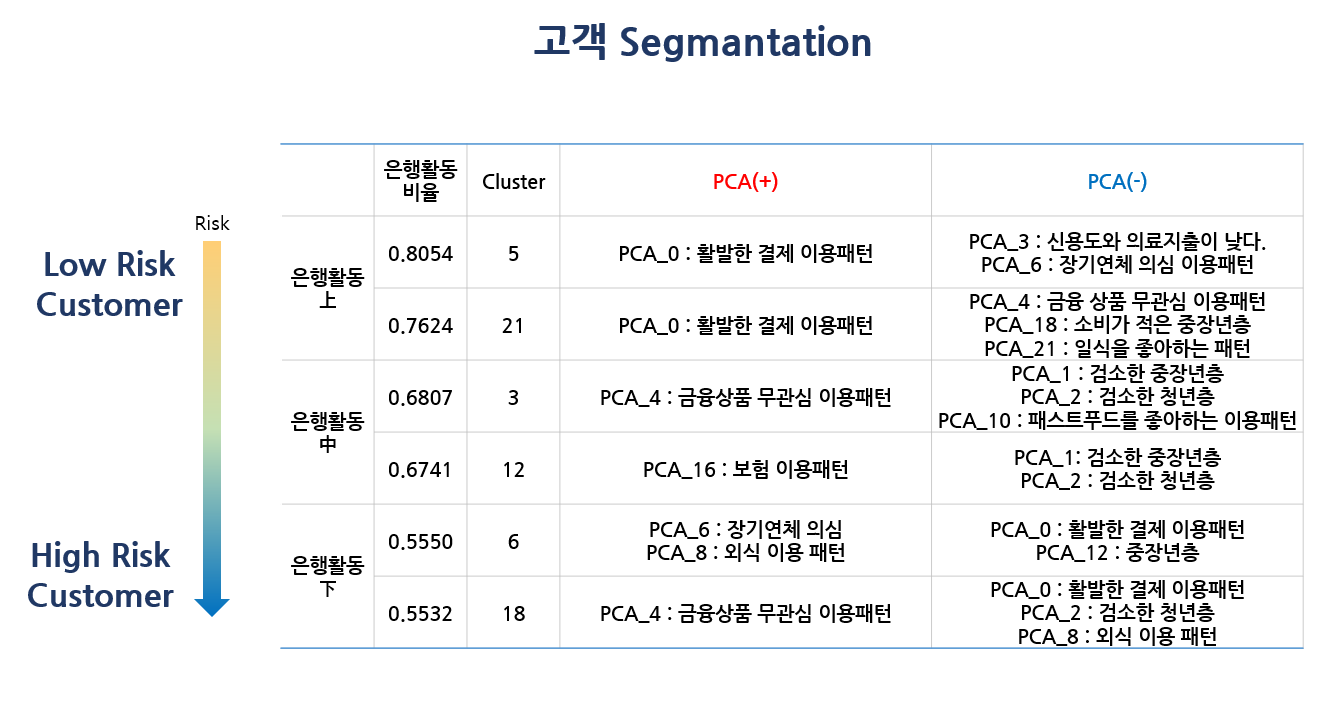 고객 Segmantation
Risk
Low Risk
Customer
High Risk
Customer
은행활동
비율
Cluster
PCA(+)
PCA(-)
은행활동
上
0.8054
5
PCA_0 : 활발한 결제 이용패턴
PCA_3 : 신용도와 의료지출이 낮다.
PCA_6 : 장기연체 의심 이용패턴
0.7624
21
PCA_0 : 활발한 결제 이용패턴
PCA_4 : 금융 상품 무관심 이용패턴
PCA_18 : 소비가 적은 중장년층
PCA_21 : 일식을 좋아하는 패턴
은행활동
中
0.6807
3
PCA_4 : 금융상품 무관심 이용패턴
PCA_1 : 검소한 중장년층
PCA_2 : 검소한 청년층
PCA_10 : 패스트푸드를 좋아하는 이용패턴
0.6741
12
PCA_16 : 보험 이용패턴
PCA_1: 검소한 중장년층
PCA_2 : 검소한 청년층
은행활동
下
0.5550
6
PCA_6 : 장기연체 의심
PCA_8 : 외식 이용 패턴
PCA_0 : 활발한 결제 이용패턴
PCA_12 : 중장년층
0.5532
18
PCA_4 : 금융상품 무관심 이용패턴
PCA_0 : 활발한 결제 이용패턴
PCA_2 : 검소한 청년층
PCA_8 : 외식 이용 패턴